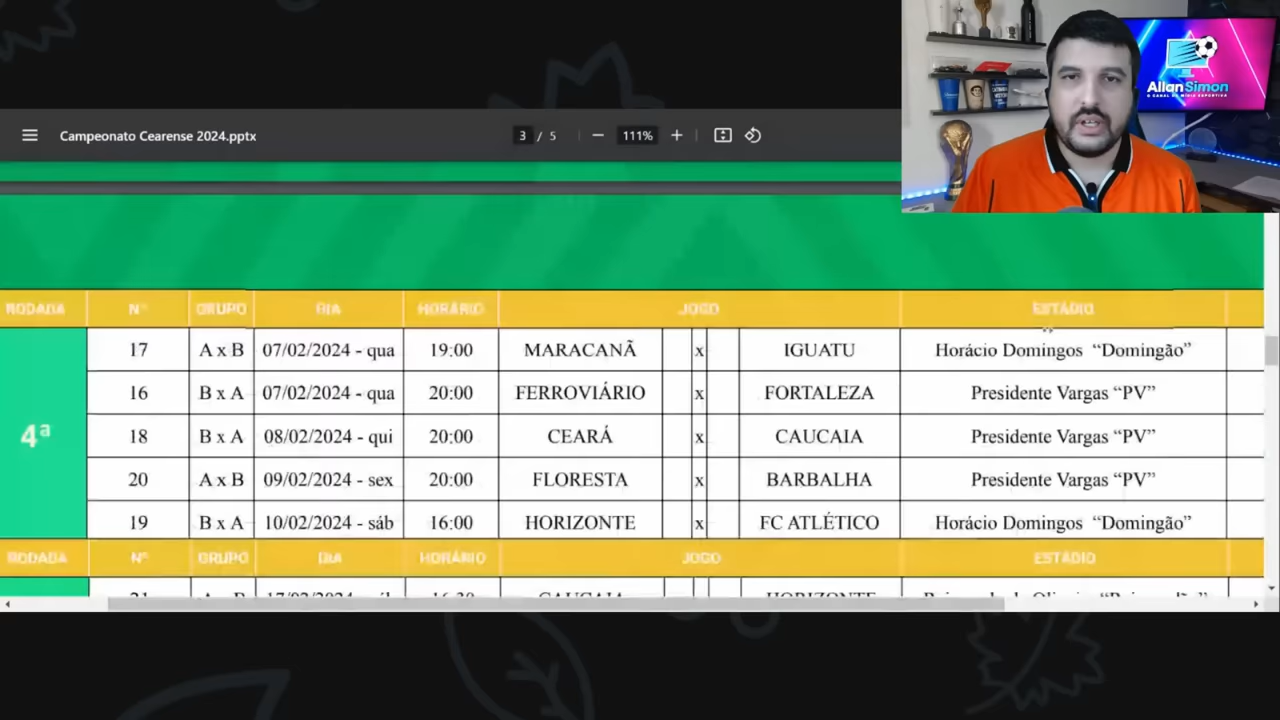 Campeonato Cearense 2024.pptx 3 / 5 111%
Allan Simon
O CANAL DE MÍDIA ESPORTIVA
RODADA Nº GRUPO DIA HORÁRIO JOGO ESTÁDIO
4ª
17 A x B 07/02/2024 - qua 19:00 MARACANÃ x IGUATU Horácio Domingos “Domingão”
16 B x A 07/02/2024 - qua 20:00 FERROVIÁRIO x FORTALEZA Presidente Vargas “PV”
18 B x A 08/02/2024 - qui 20:00 CEARÁ x CAUCAIA Presidente Vargas “PV”
20 A x B 09/02/2024 - sex 20:00 FLORESTA x BARBALHA Presidente Vargas “PV”
19 B x A 10/02/2024 - sáb 16:00 HORIZONTE x FC ATLÉTICO Horácio Domingos “Domingão”
RODADA Nº GRUPO DIA HORÁRIO JOGO ESTÁDIO